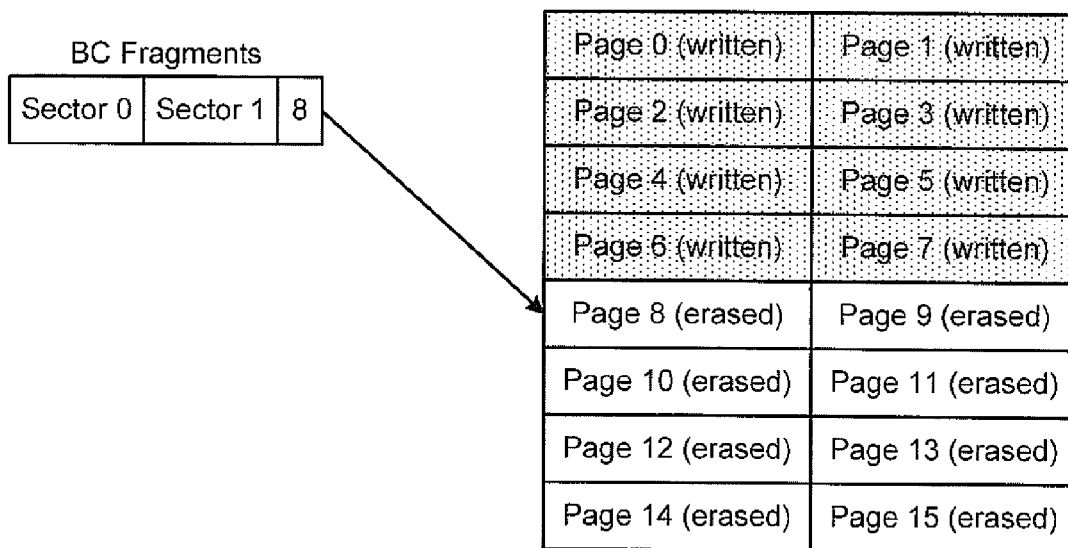 BC Fragments
Sector 0 Sector 1 8
Page 0 (written) Page 1 (written)
Page 2 (written) Page 3 (written)
Page 4 (written) Page 5 (written)
Page 6 (written) Page 7 (written)
Page 8 (erased) Page 9 (erased)
Page 10 (erased) Page 11 (erased)
Page 12 (erased) Page 13 (erased)
Page 14 (erased) Page 15 (erased)